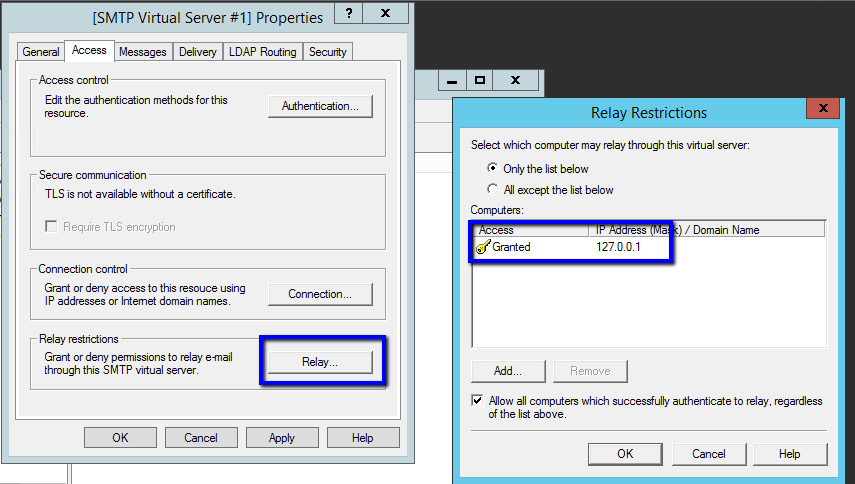 [SMTP Virtual Server #1] Properties
General Access Messages Delivery LDAP Routing Security
Access control
Edit the authentication methods for this
resource.
Authentication...
Secure communication
TLS is not available without a certificate.
Require TLS encryption
Connection control
Grant or deny access to this resouce using
IP addresses or Internet domain names.
Connection...
Relay restrictions
Grant or deny permissions to relay e-mail
through this SMTP virtual server.
Relay...
OK Cancel Apply Help
Relay Restrictions
Select which computer may relay through this virtual server:
Only the list below
All except the list below
Computers:
Access IP Address (Mask) / Domain Name
Granted 127.0.0.1
Add... Remove
Allow all computers which successfully authenticate to relay, regardless
of the list above.
OK Cancel Help